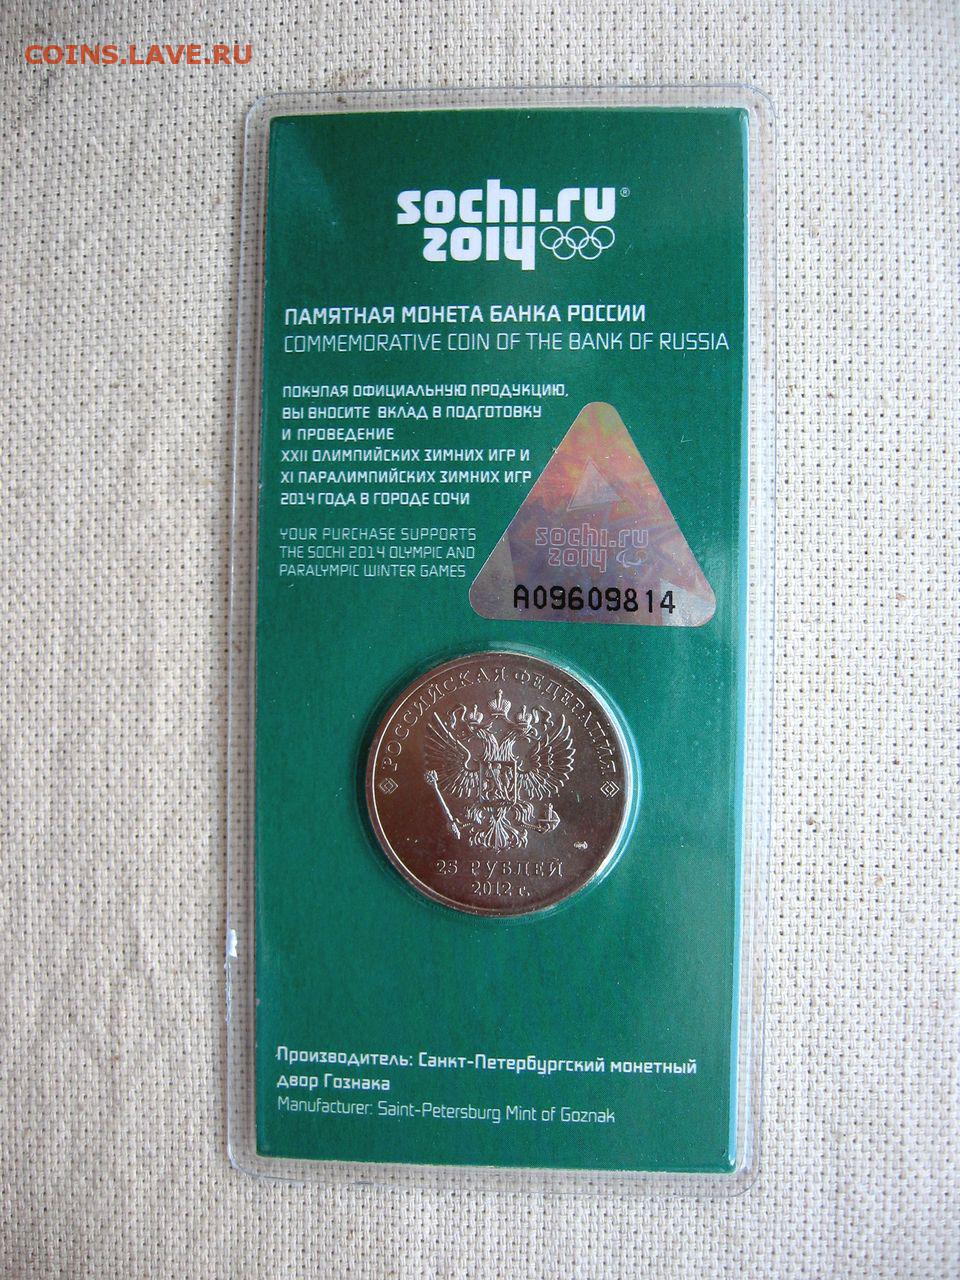 COINS.LAVE.RU
sochi.ru®
2014
ПАМЯТНАЯ МОНЕТА БАНКА РОССИИ
COMMEMORATIVE COIN OF THE BANK OF RUSSIA
ПОКУПАЯ ОФИЦИАЛЬНУЮ ПРОДУКЦИЮ,
ВЫ ВНОСИТЕ ВКЛАД В ПОДГОТОВКУ
И ПРОВЕДЕНИЕ
XXII ОЛИМПИЙСКИХ ЗИМНИХ ИГР И
XI ПАРАЛИМПИЙСКИХ ЗИМНИХ ИГР
2014 ГОДА В ГОРОДЕ СОЧИ
YOUR PURCHASE SUPPORTS
THE SOCHI 2014 OLYMPIC AND
PARALYMPIC WINTER GAMES
sochi.ru
2014
A09609814
РОССИЙСКАЯ ФЕДЕРАЦИЯ
25 РУБЛЕЙ
2012 г.
Производитель: Санкт-Петербургский монетный
двор Гознака
Manufacturer: Saint-Petersburg Mint of Goznak